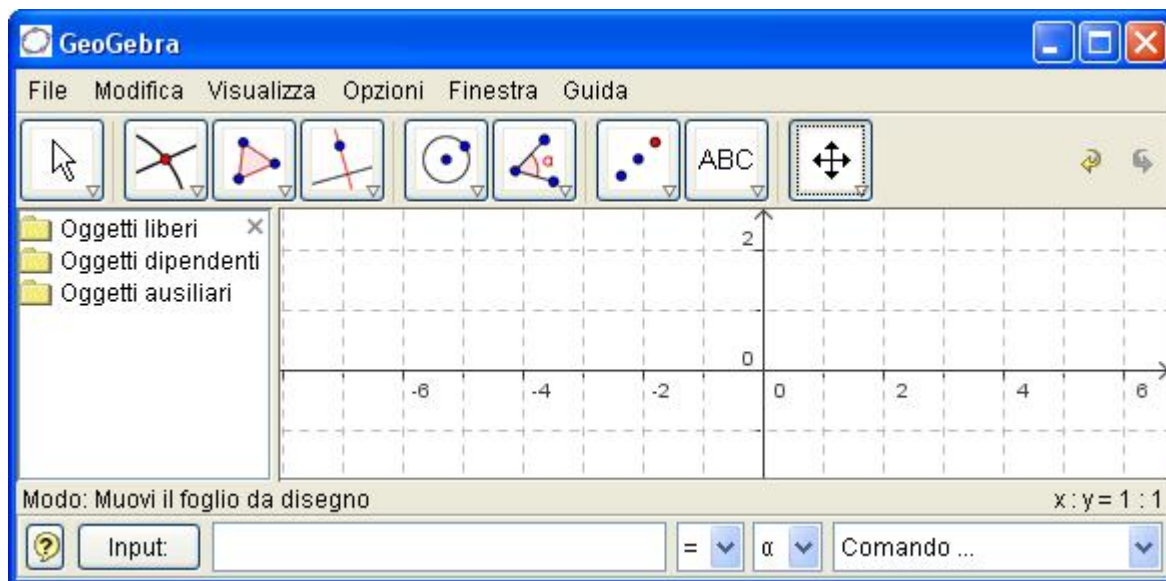 GeoGebra
File Modifica Visualizza Opzioni Finestra Guida
α ABC
Oggetti liberi
Oggetti dipendenti
Oggetti ausiliari
2
0
-6 -4 -2 0 2 4 6
Modo: Muovi il foglio da disegno x : y = 1 : 1
? Input: = α Comando ...